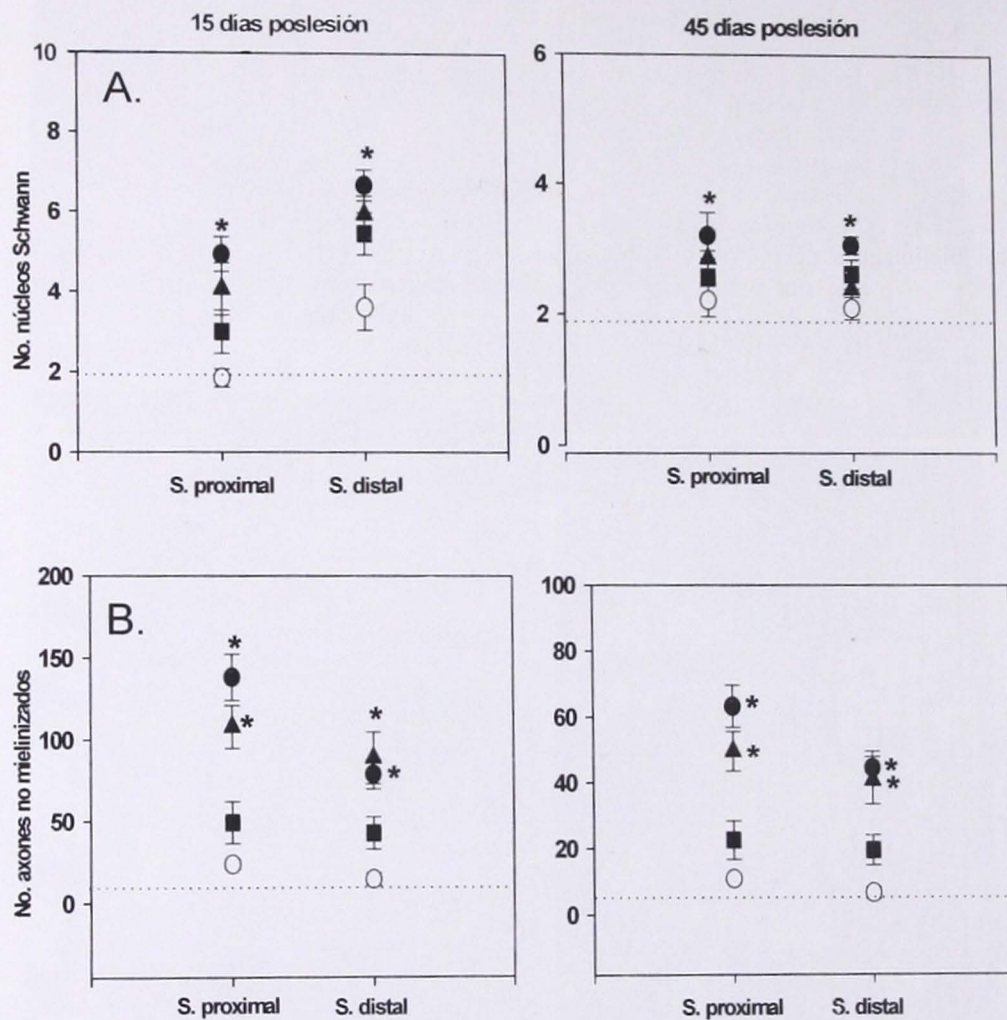 15 dias poslesión
45 dias poslesión
A.
No. núcleos Schwann
10
8
6
4
2
0
* *
S. proximal S. distal
6
4
2
0
* *
S. proximal S. distal
B.
No. axones no mielinizados
200
150
100
50
0
* * * *
S. proximal S. distal
100
80
60
40
20
0
* * * *
S. proximal S. distal